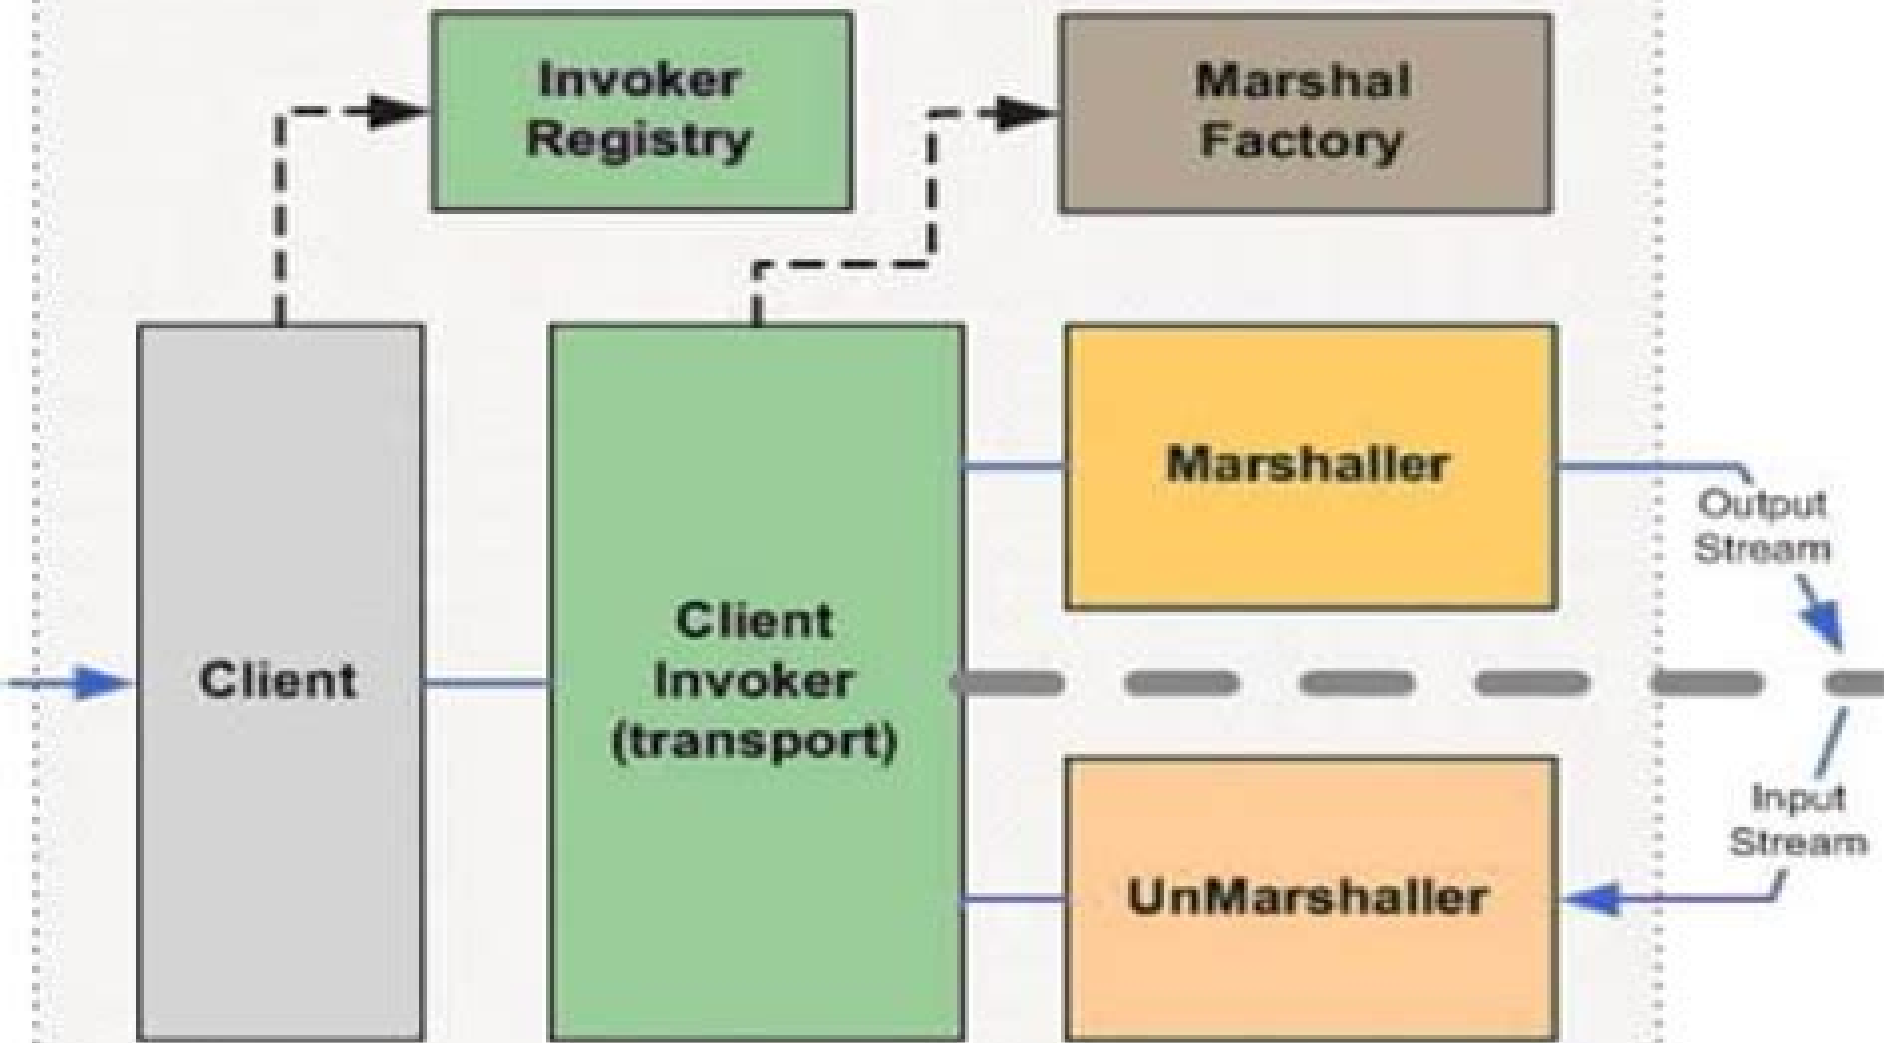 Invoker
Registry
Marshal
Factory
Marshaller
Output
Stream
Client
Client
Invoker
(transport)
Input
Stream
UnMarshaller